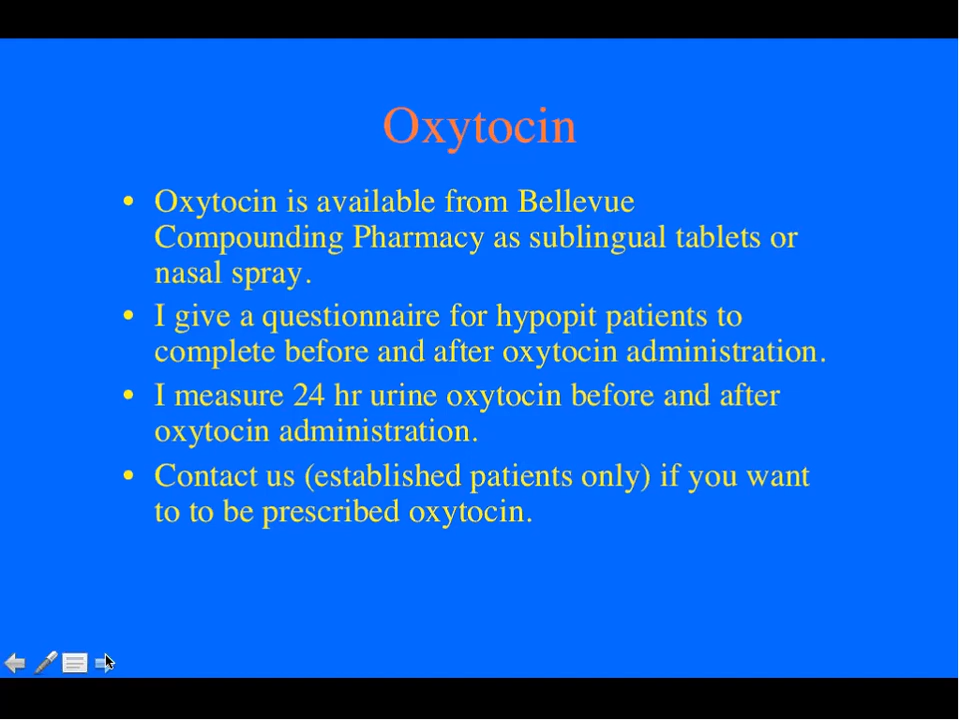 Oxytocin
• Oxytocin is available from Bellevue
Compounding Pharmacy as sublingual tablets or
nasal spray.
• I give a questionnaire for hypopit patients to
complete before and after oxytocin administration.
• I measure 24 hr urine oxytocin before and after
oxytocin administration.
• Contact us (established patients only) if you want
to to be prescribed oxytocin.